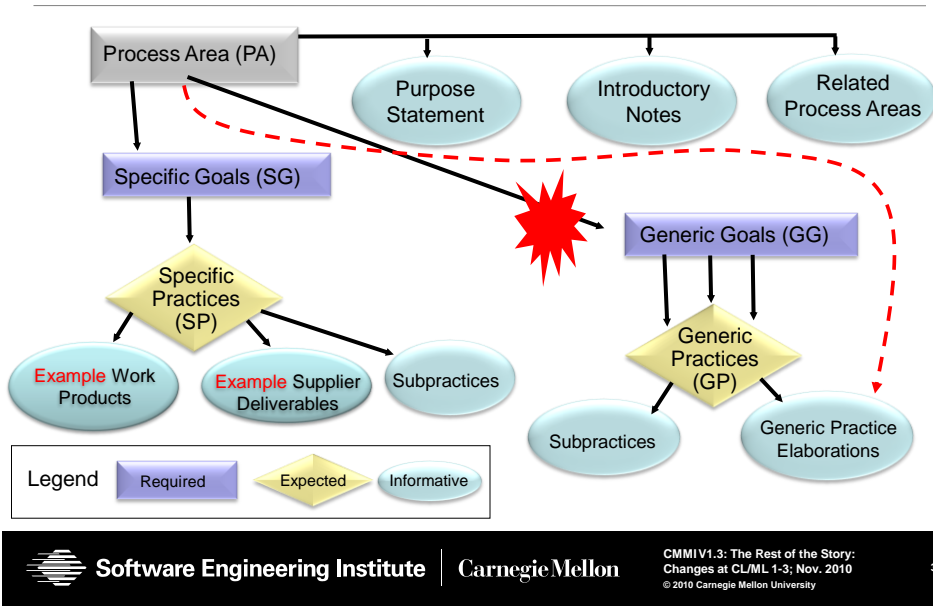 Process Area (PA)
Purpose
Statement
Introductory
Notes
Related
Process Areas
Specific Goals (SG)
Generic Goals (GG)
Specific
Practices
(SP)
Generic
Practices
(GP)
Example Work
Products
Example Supplier
Deliverables
Subpractices
Subpractices
Generic Practice
Elaborations
Legend
Required
Expected
Informative
Software Engineering Institute
Carnegie Mellon
CMMI V1.3: The Rest of the Story:
Changes at CL/ML 1-3; Nov. 2010
© 2010 Carnegie Mellon University